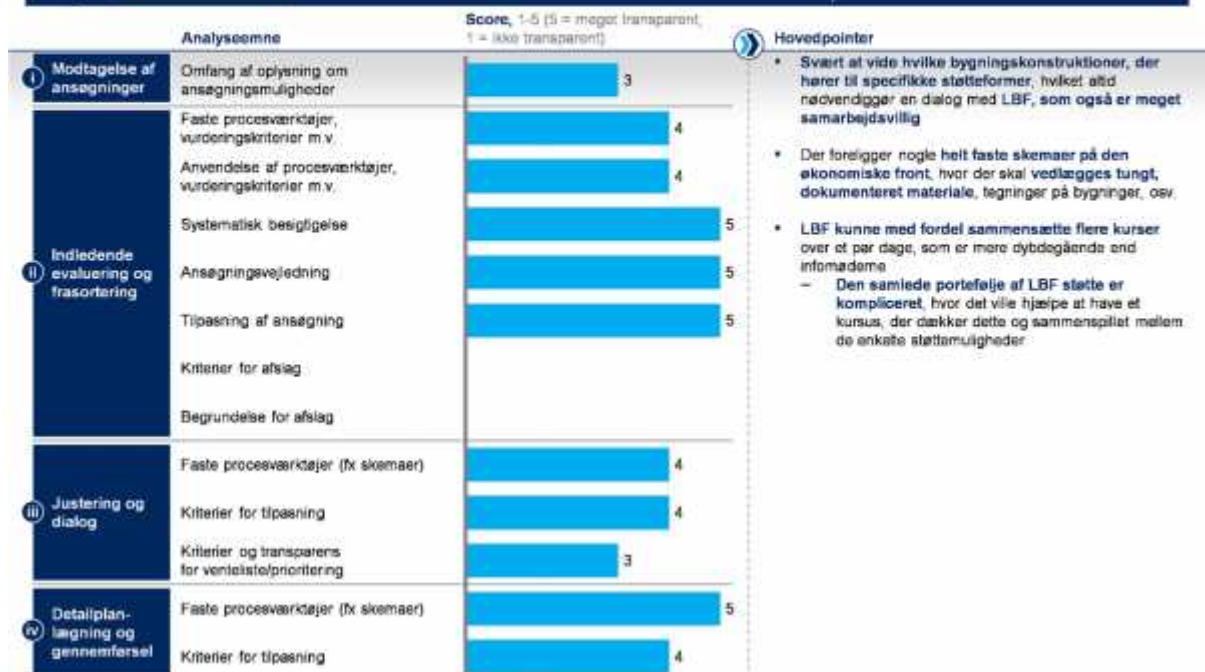 Analyseemne
Score, 1-5 (5 = meget transparent,
1 = ikke transparent)
Hovedpointer
i
Modtagelse af
ansøgninger
Omfang af oplysning om
ansøgningsmuligheder
3
ii
Indledende
evaluering og
frasortering
Faste procesværktøjer,
vurderingskriterier m.v.
4
Anvendelse af procesværktøjer,
vurderingskriterier m.v.
4
Systematisk besigtigelse
5
Ansøgningsvejledning
5
Tilpasning af ansøgning
5
Kriterier for afslag
Begrundelse for afslag
iii
Justering og
dialog
Faste procesværktøjer (fx skemaer)
4
Kriterier for tilpasning
4
Kriterier og transparens
for venteliste/prioritering
3
iv
Detailplan-
lægning og
gennemførsel
Faste procesværktøjer (fx skemaer)
5
Kriterier for tilpasning
4
• Svært at vide hvilke bygningskonstruktioner, der
hører til specifikke støtteformer, hvilket altid
nødvendiggør en dialog med LBF, som også er meget
samarbejdsvillig
• Der foreligger nogle helt faste skemaer på den
økonomiske front, hvor der skal vedlægges tungt,
dokumenteret materiale, tegninger på bygninger, osv.
• LBF kunne med fordel sammensætte flere kurser
over et par dage, som er mere dybdegående end
infomøderne
– Den samlede portefølje af LBF støtte er
kompliceret, hvor det ville hjælpe at have et
kursus, der dækker dette og sammenspillet mellem
de enkelte støttemuligheder